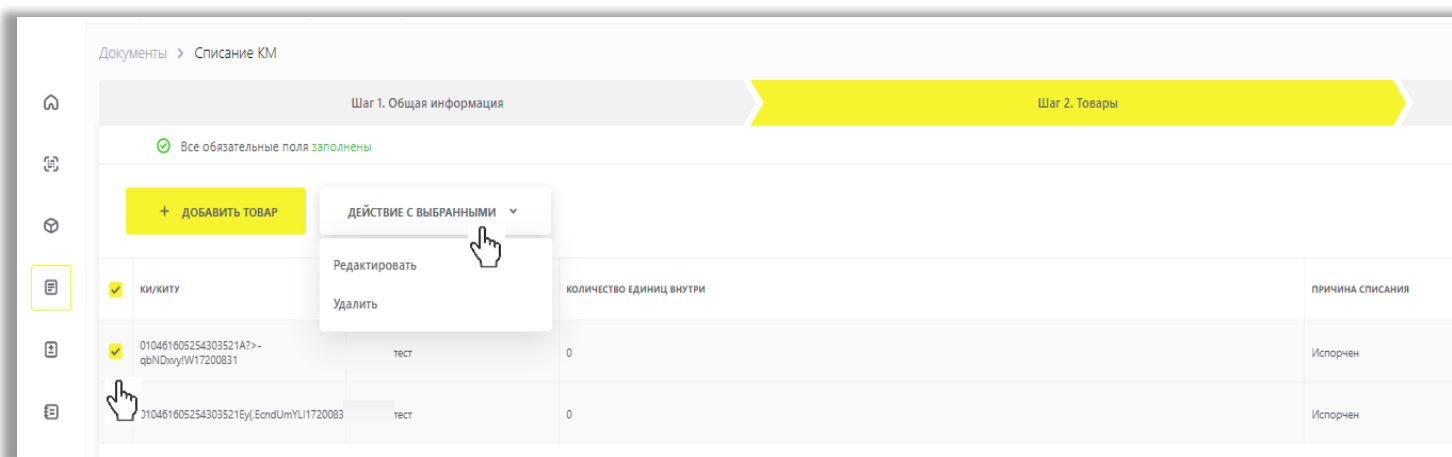 Документы > Списание КМ
Шаг 1. Общая информация
Шаг 2. Товары
Все обязательные поля заполнены
+ ДОБАВИТЬ ТОВАР
ДЕЙСТВИЕ С ВЫБРАННЫМИ
Редактировать
Удалить
КИ/КИТУ
КОЛИЧЕСТВО ЕДИНИЦ ВНУТРИ
ПРИЧИНА СПИСАНИЯ
010461605254303521A?>-
qbNDxvy!W17200831
тест
0
Испорчен
010461605254303521Ey(.EcndUmYLI1720083
тест
0
Испорчен